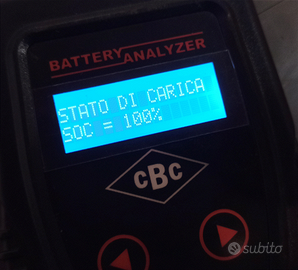 BATTERY ANALYZER
STATO DI CARICA
SOC = 100%
CBC
subito